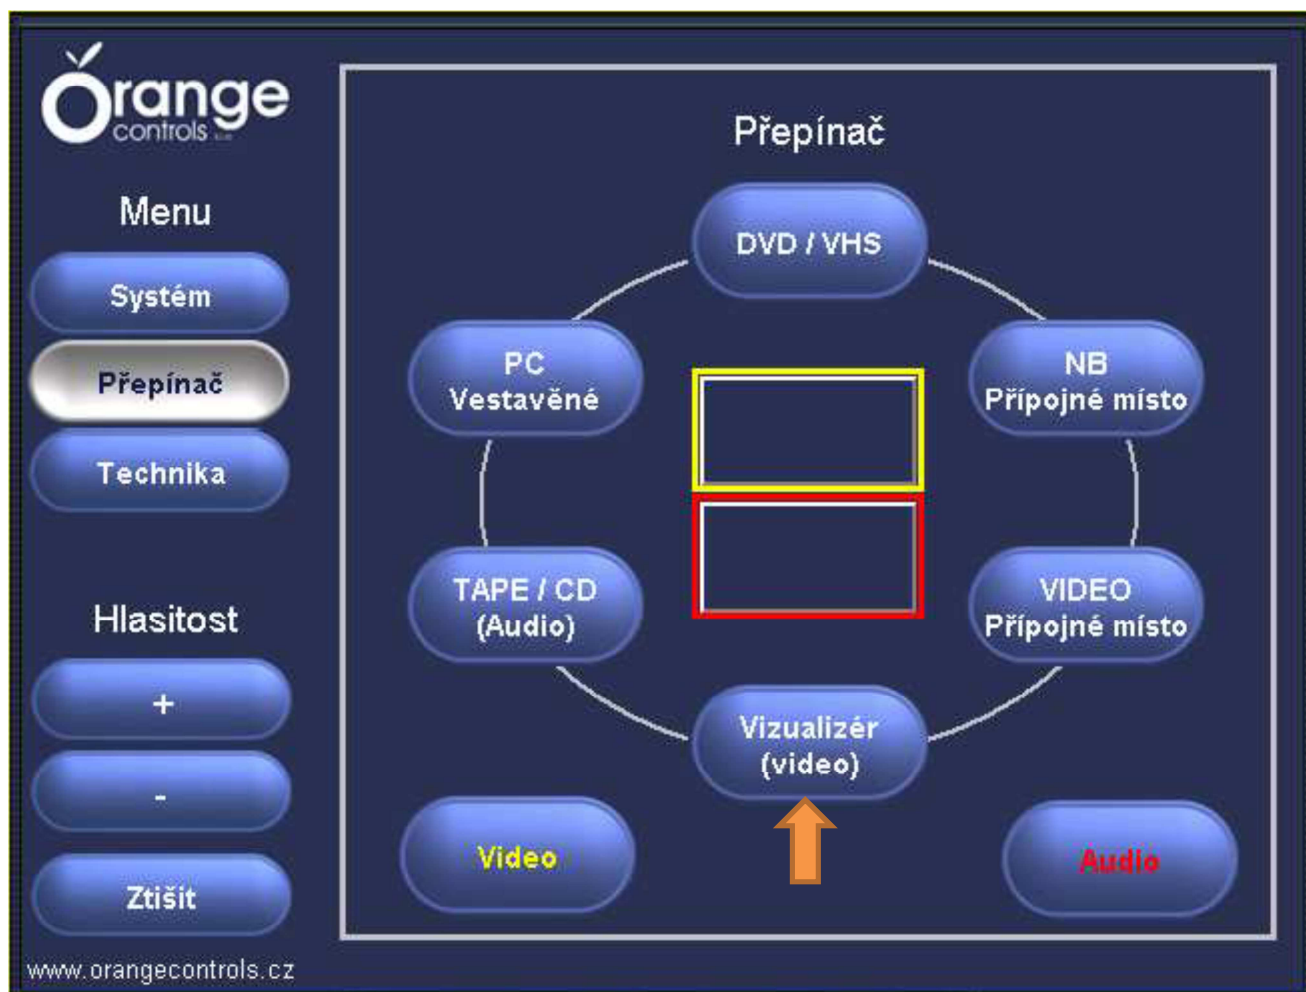 Orange
controls
Menu
Systém
Přepínač
Technika
Hlasitost
+
-
Ztišit
www.orangecontrols.cz
Přepínač
DVD / VHS
PC
Vestavěné
NB
Přípojné místo
TAPE / CD
(Audio)
VIDEO
Přípojné místo
Vizualizér
(video)
Video
Audio